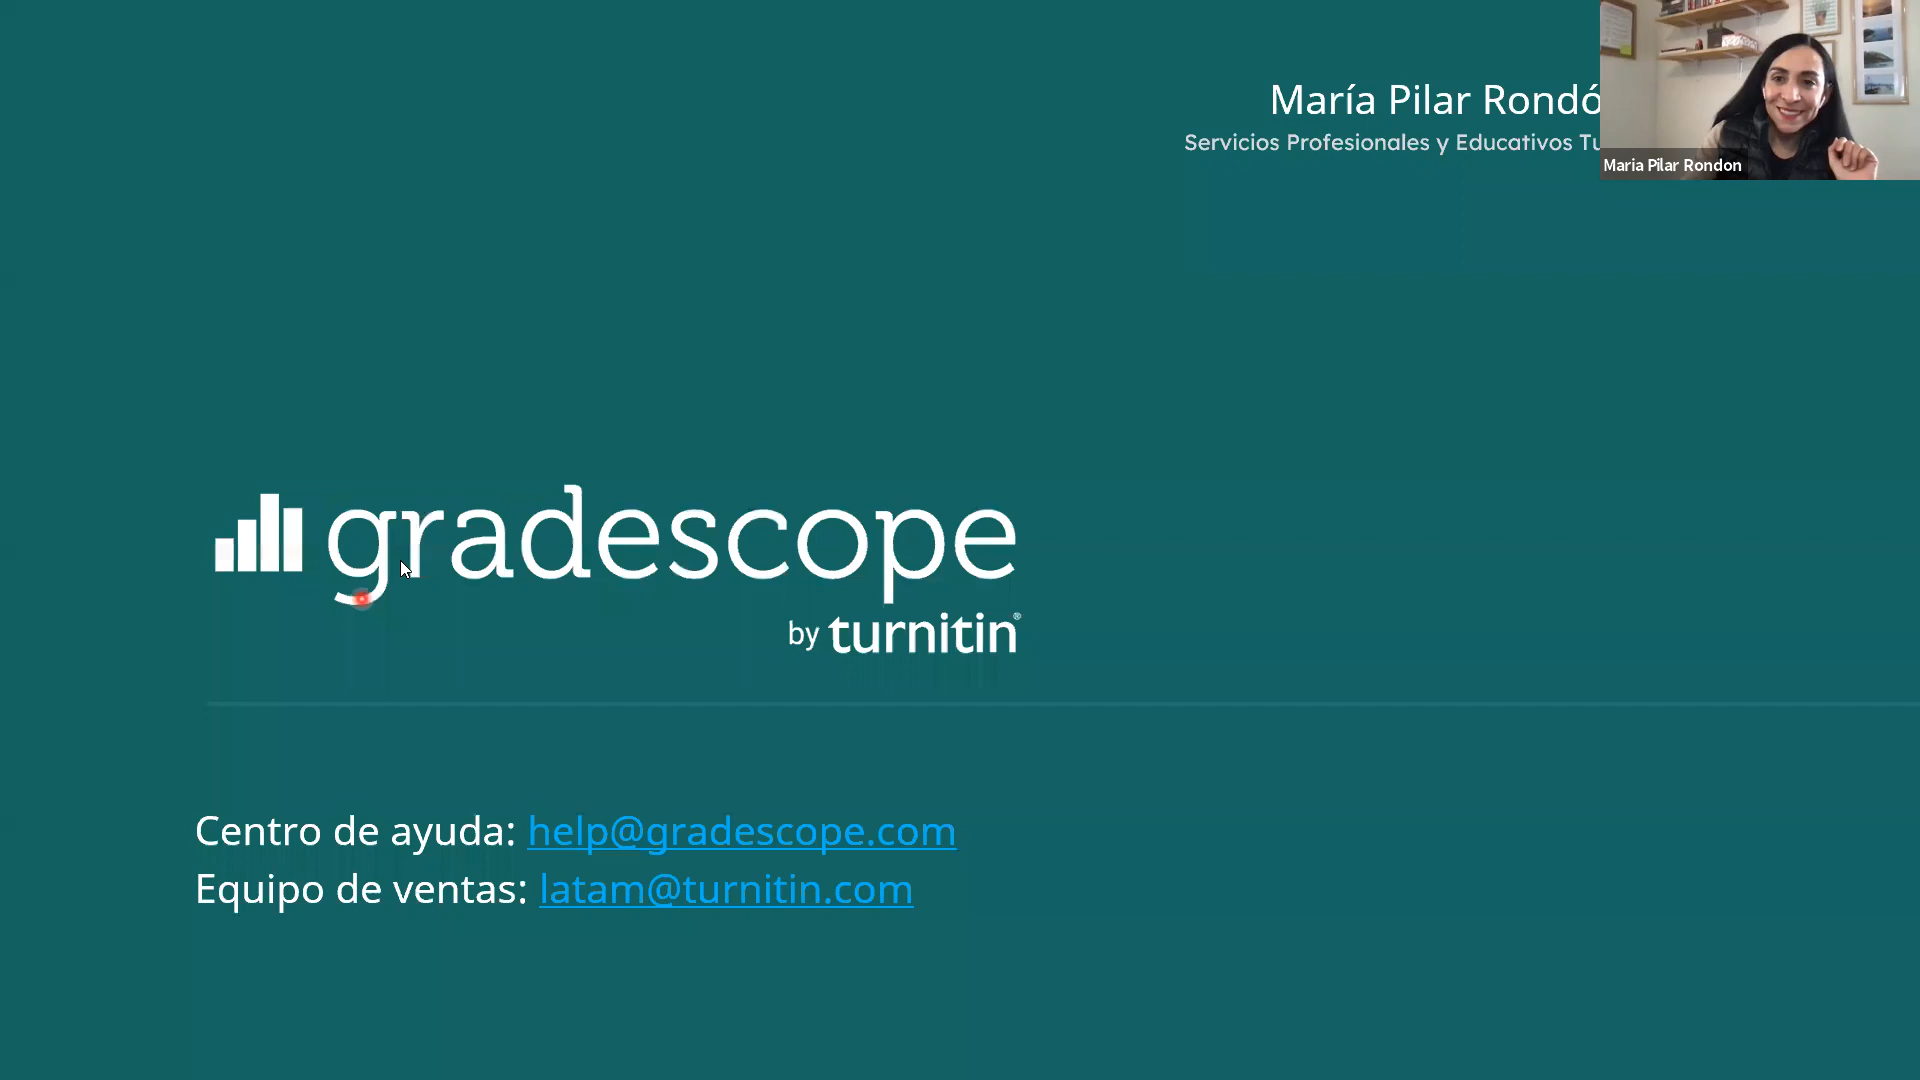 María Pilar Rondó
Servicios Profesionales y Educativos
Maria Pilar Rondon
gradescope
by turnitin®
Centro de ayuda: help@gradescope.com
Equipo de ventas: latam@turnitin.com